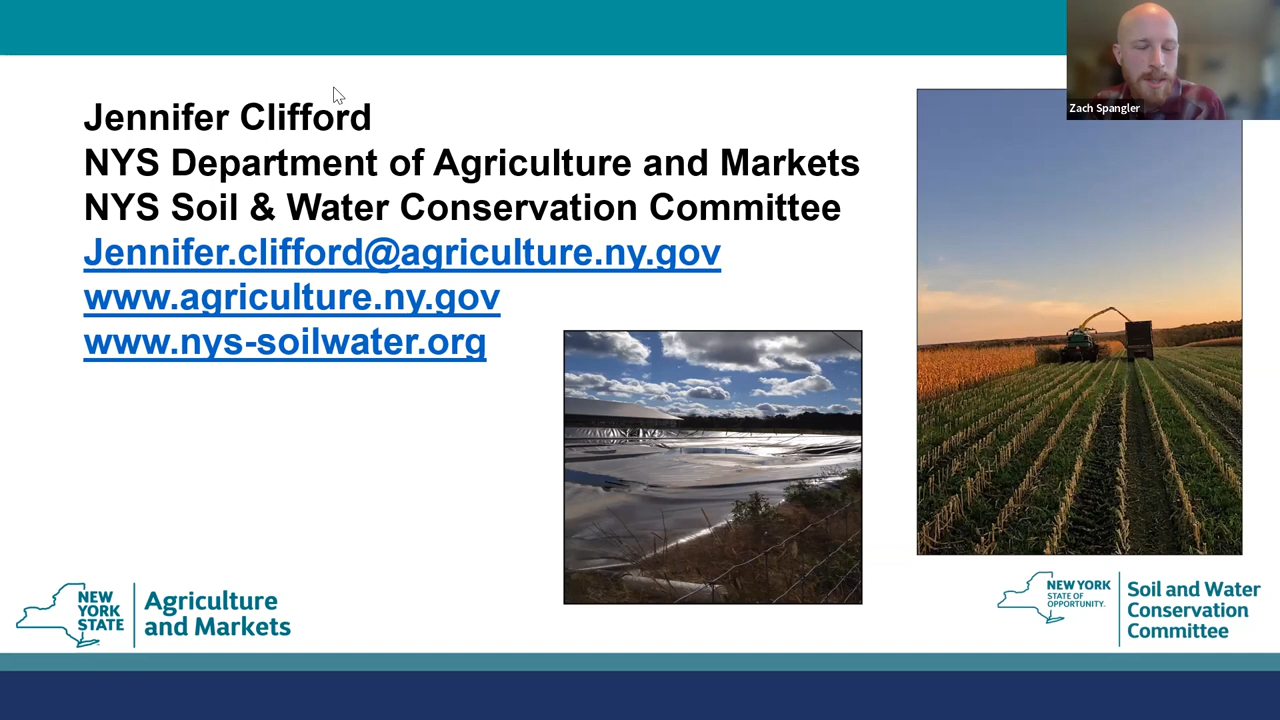 Zach Spangler
Jennifer Clifford
NYS Department of Agriculture and Markets
NYS Soil & Water Conservation Committee
Jennifer.clifford@agriculture.ny.gov
www.agriculture.ny.gov
www.nys-soilwater.org
NEW
YORK
STATE
Agriculture
and Markets
NEW YORK
STATE OF
OPPORTUNITY.
Soil and Water
Conservation
Committee